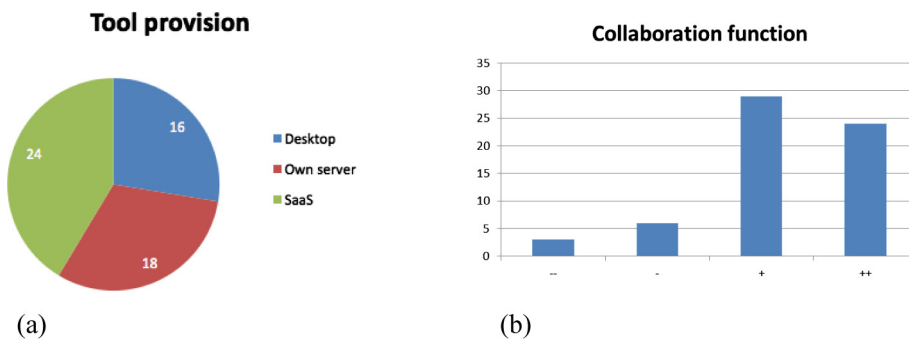 Tool provision
16
24
18
Desktop
Own server
SaaS
(a)
Collaboration function
35
30
25
20
15
10
5
0
--
-
+
++
(b)